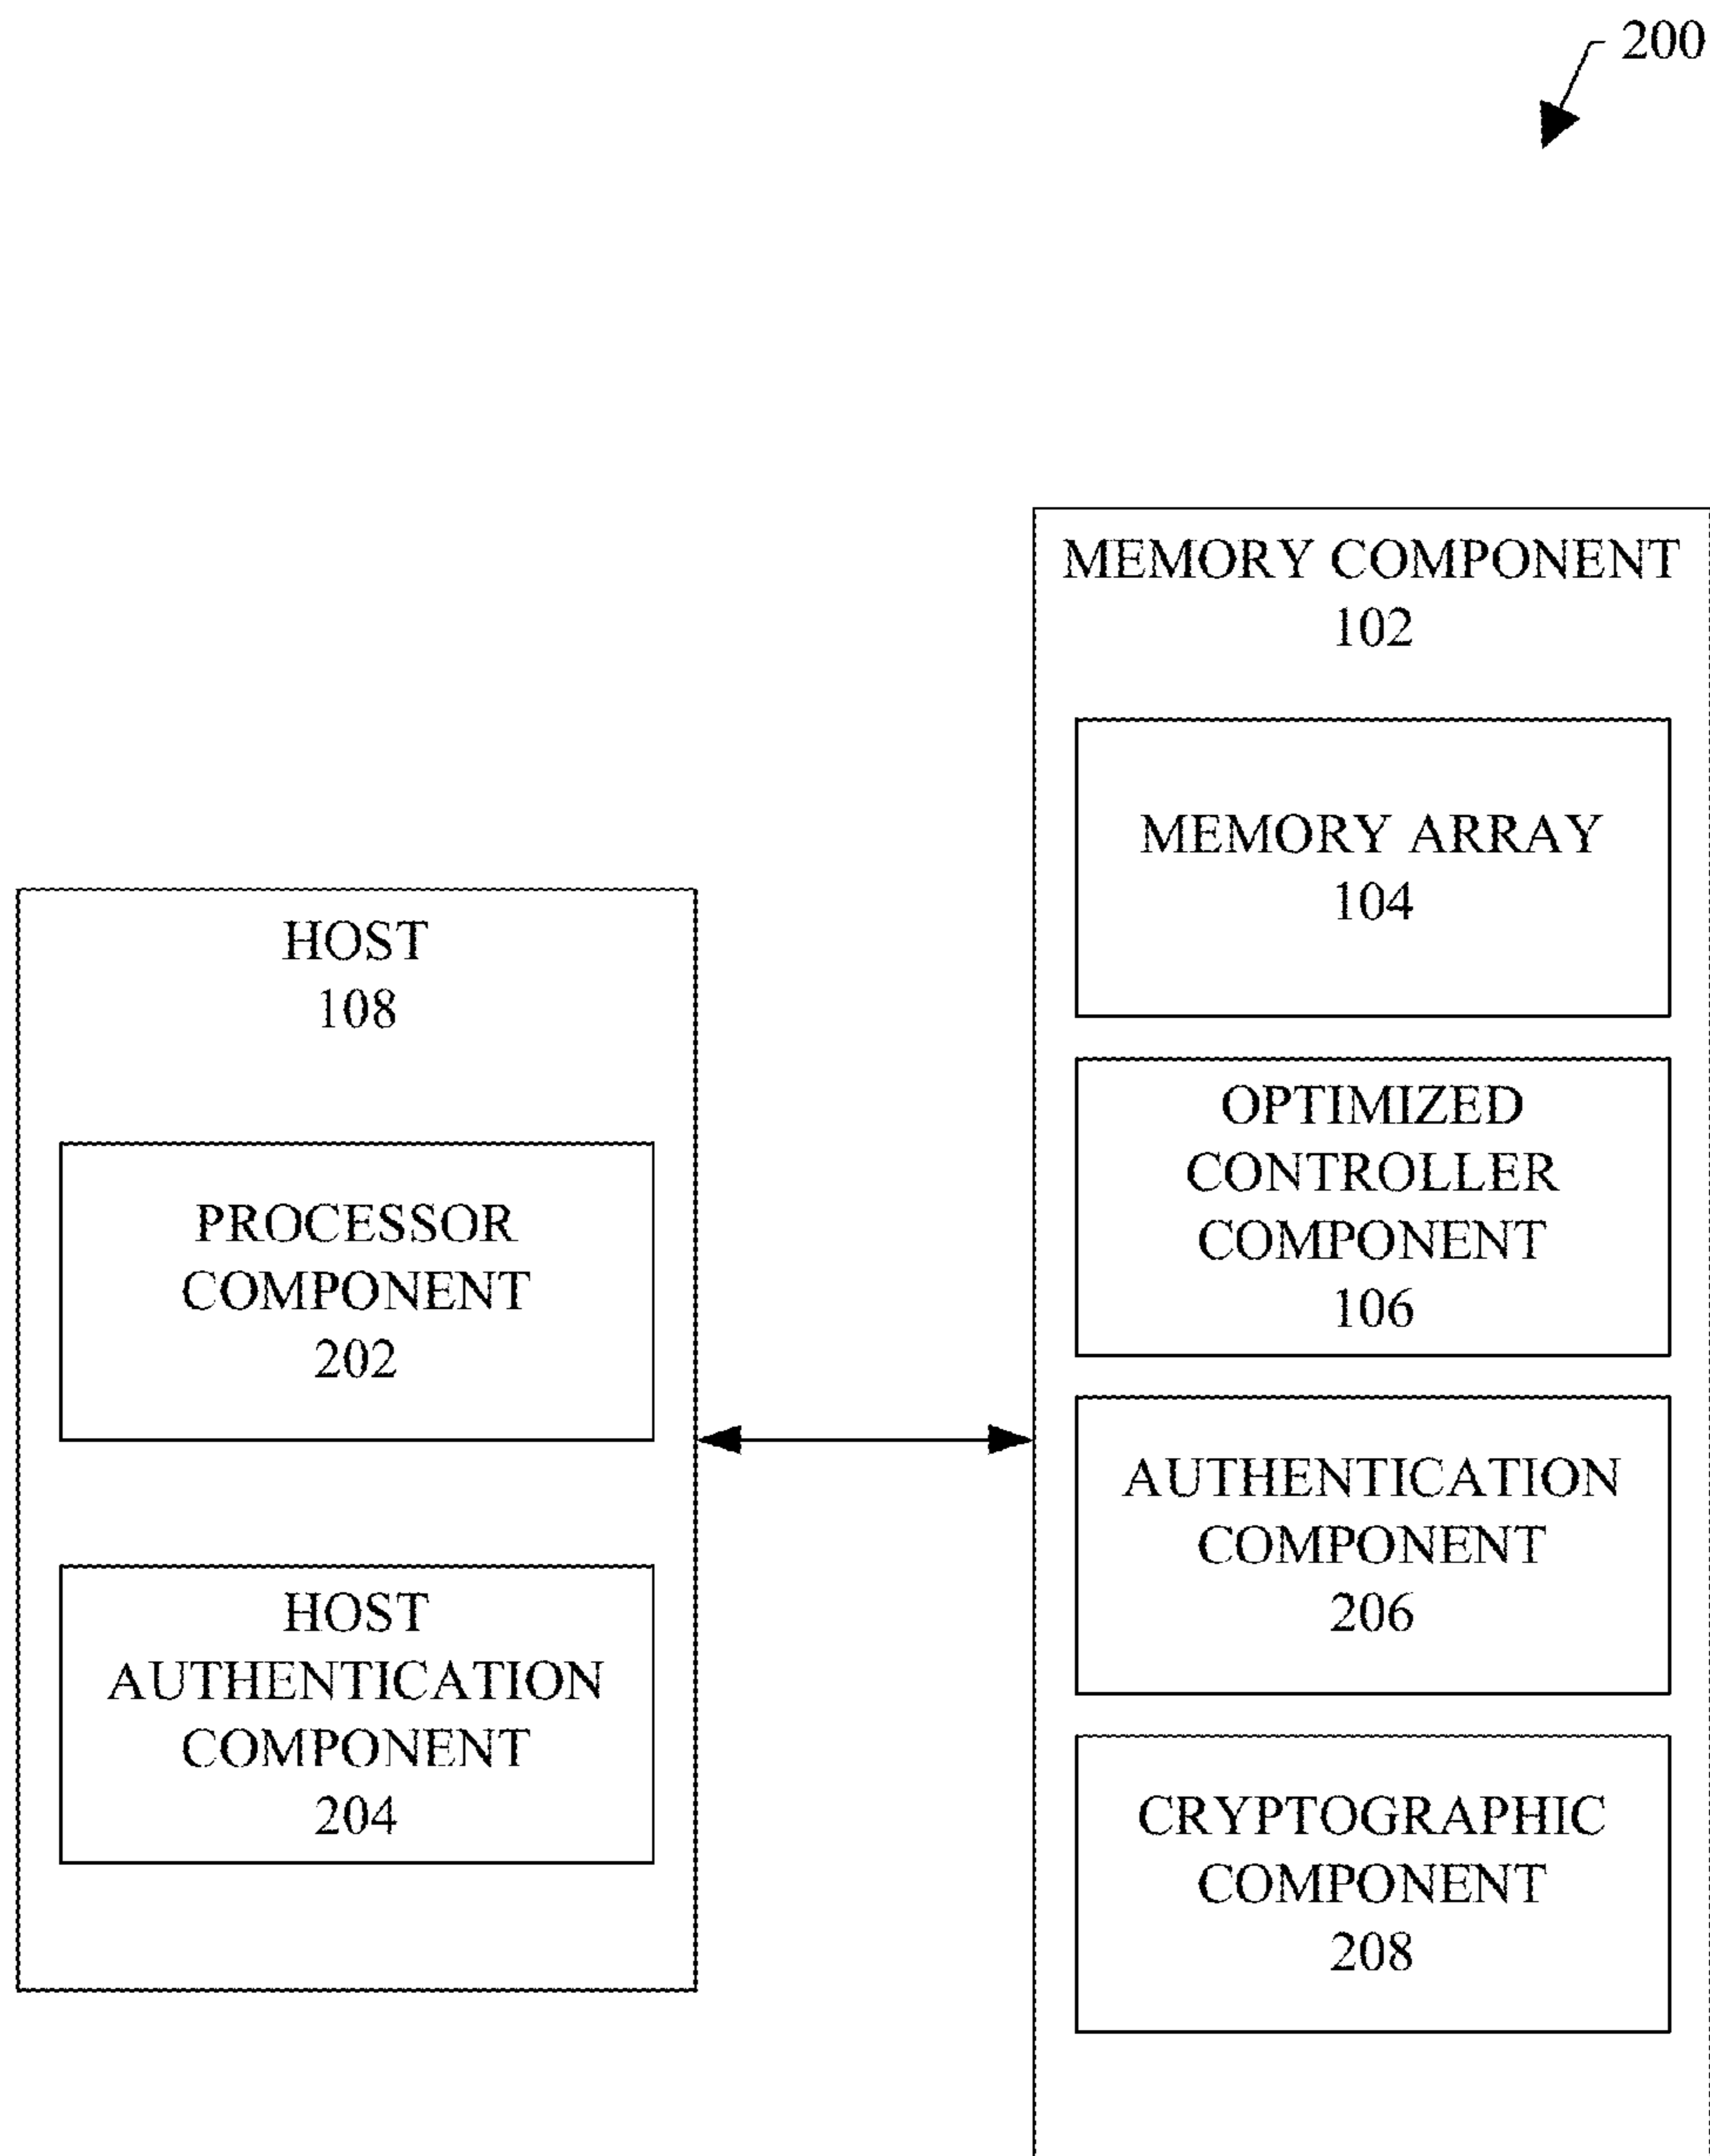 200
MEMORY COMPONENT
102
MEMORY ARRAY
104
OPTIMIZED
CONTROLLER
COMPONENT
106
AUTHENTICATION
COMPONENT
206
CRYPTOGRAPHIC
COMPONENT
208
HOST
108
PROCESSOR
COMPONENT
202
HOST
AUTHENTICATION
COMPONENT
204